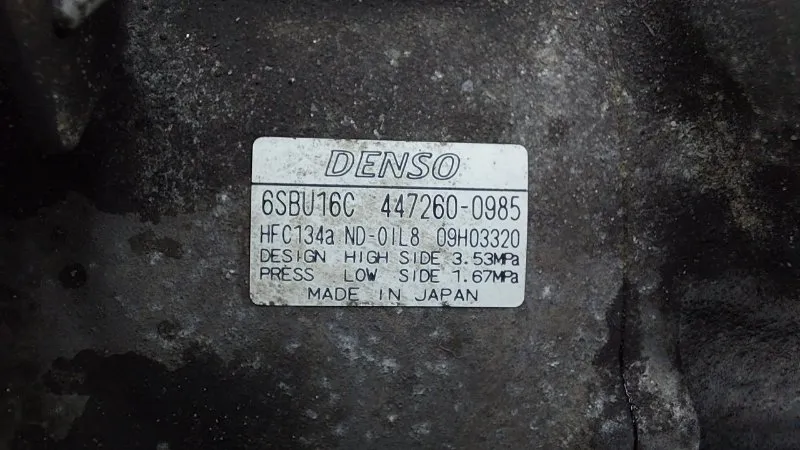 DENSO
6SBU16C 447260-0985
HFC134a ND-OIL8 09H03320
DESIGN HIGH SIDE 3.53MPa
PRESS LOW SIDE 1.67MPa
MADE IN JAPAN